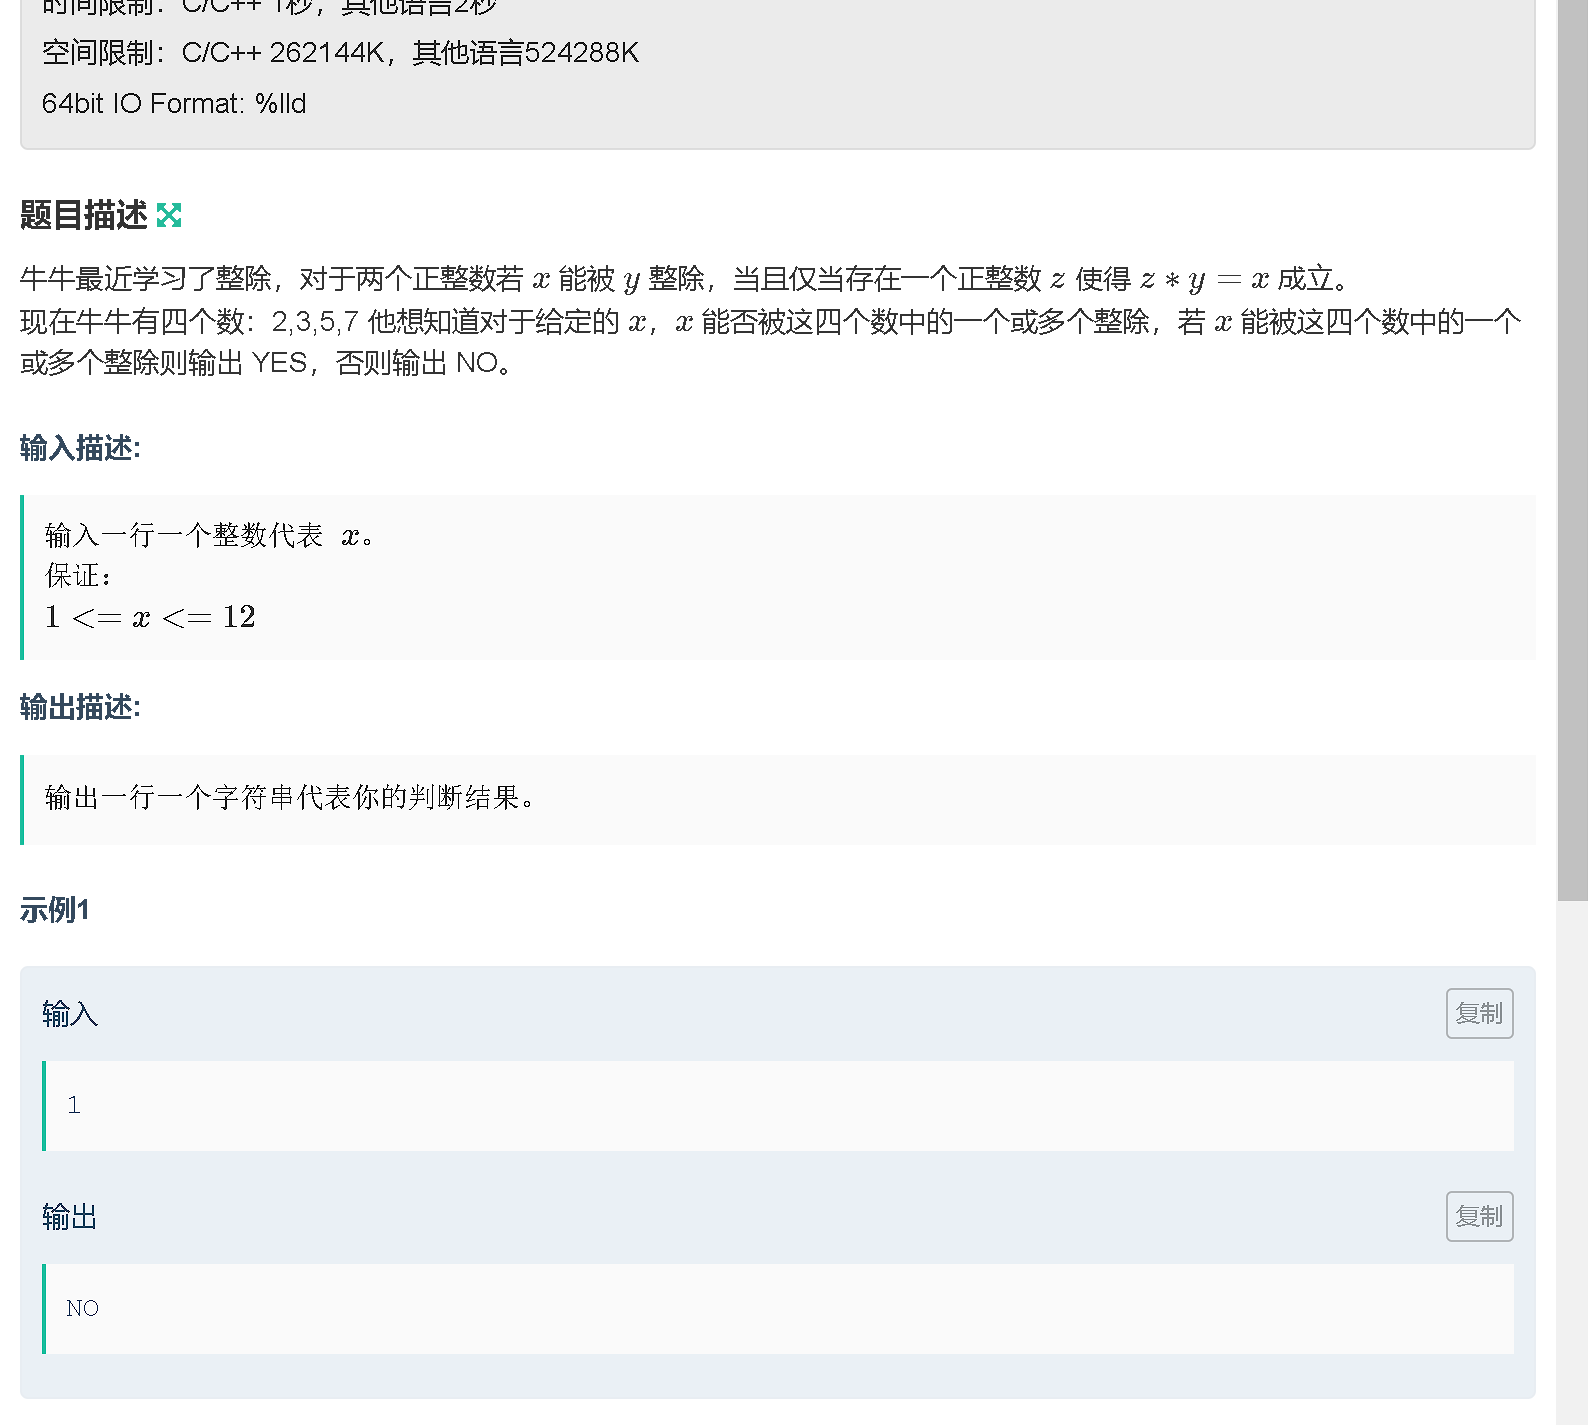 时间限制：C/C++ 1秒，其他语言2秒
空间限制：C/C++ 262144K，其他语言524288K
64bit IO Format: %lld
题目描述
牛牛最近学习了整除，对于两个正整数若 x 能被 y 整除，当且仅当存在一个正整数 z 使得 z * y = x 成立。
现在牛牛有四个数：2,3,5,7 他想知道对于给定的 x，x 能否被这四个数中的一个或多个整除，若 x 能被这四个数中的一个
或多个整除则输出 YES，否则输出 NO。
输入描述:
输入一行一个整数代表 x。
保证：
1 <= x <= 12
输出描述:
输出一行一个字符串代表你的判断结果。
示例1
输入
复制
1
输出
复制
NO